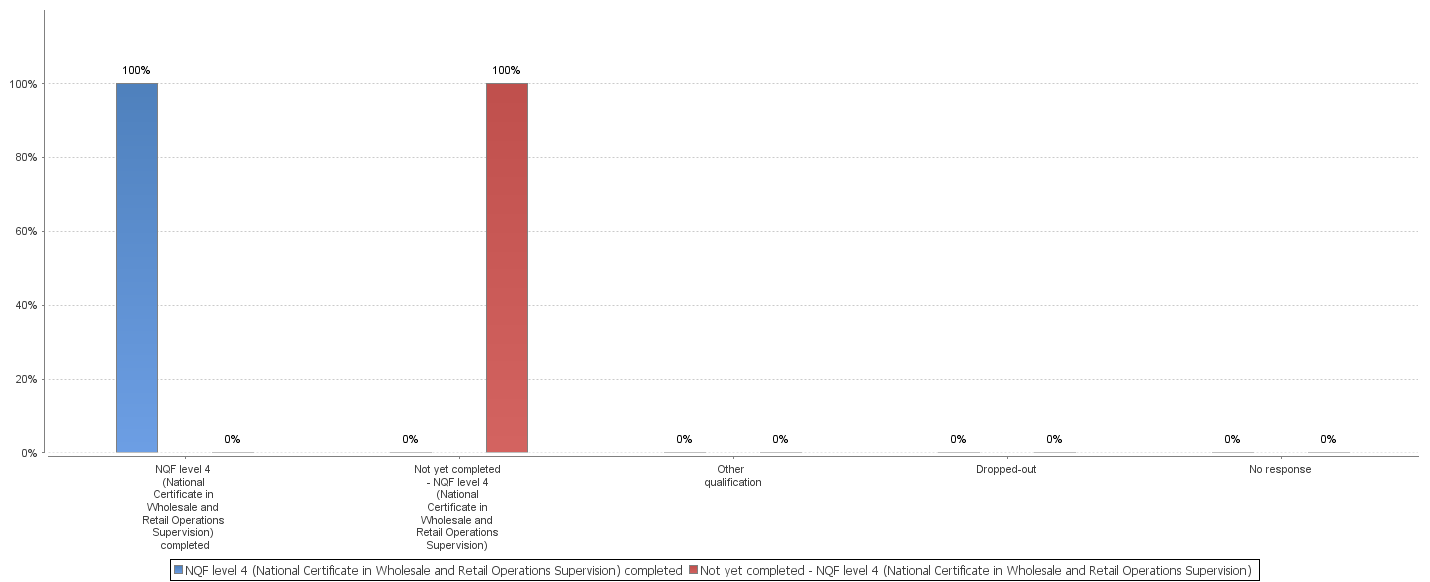 100%
100%
100%
80%
60%
40%
20%
0%
0%
0%
0%
0%
0%
0%
0%
0%
NQF level 4
(National
Certificate in
Wholesale and
Retail Operations
Supervision)
completed
Not yet completed
- NQF level 4
(National
Certificate in
Wholesale and
Retail Operations
Supervision)
Other
qualification
Dropped-out
No response
NQF level 4 (National Certificate in Wholesale and Retail Operations Supervision) completed Not yet completed - NQF level 4 (National Certificate in Wholesale and Retail Operations Supervision)